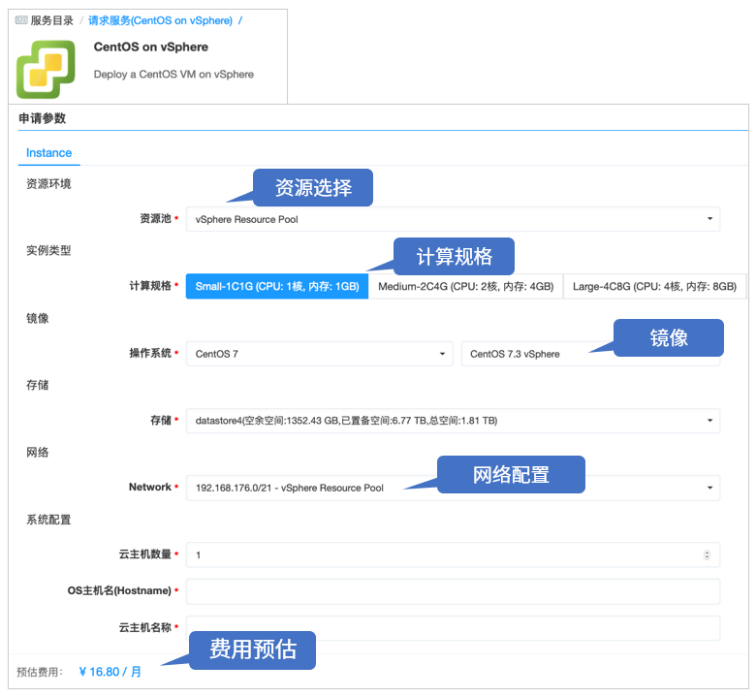 服务目录 / 请求服务(CentOS on vSphere) /
CentOS on vSphere
Deploy a CentOS VM on vSphere
申请参数
Instance
资源环境
资源选择
资源池 * vSphere Resource Pool
实例类型
计算规格
计算规格 * Small-1C1G (CPU: 1核, 内存: 1GB) Medium-2C4G (CPU: 2核, 内存: 4GB) Large-4C8G (CPU: 4核, 内存: 8GB)
镜像
镜像
操作系统 * CentOS 7 CentOS 7.3 vSphere
存储
存储 * datastore4(空余空间:1352.43 GB,已置备空间:6.77 TB,总空间:1.81 TB)
网络
网络配置
Network * 192.168.176.0/21 - vSphere Resource Pool
系统配置
云主机数量 * 1
OS主机名(Hostname) *
云主机名称 *
费用预估
预估费用: ¥ 16.80 / 月